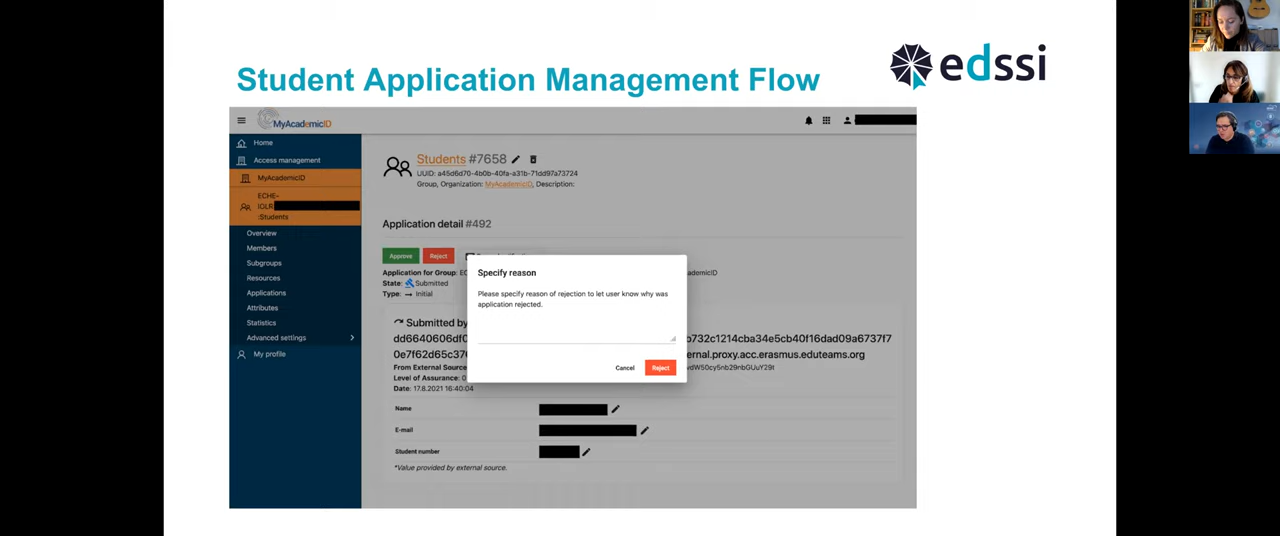 Student Application Management Flow
edssi
MyAcademicID
Home
Access management
MyAcademicID
ECHE-
IGLR
:Students
Overview
Members
Subgroups
Resources
Applications
Attributes
Statistics
Advanced settings
My profile
Students #7658
UUID: a45d6d70-4b0b-40fa-a31b-71dd97a73724
Group, Organization: MyAcademicID, Description:
Application detail #492
Approve Reject
Application for Group: EC ademicID
State: Submitted
Type: → Initial
Specify reason
Please specify reason of rejection to let user know why was
application rejected.
Cancel Reject
Submitted by
dd6640606df0 b732c1214cba34e5cb40f16dad09a6737f7
0e7f62d65c37 ernal.proxy.acc.erasmus.eduteams.org
From External Source
Level of Assurance: 0
Date: 17.8.2021 16:40:04
Name
E-mail
Student number
*Value provided by external source.